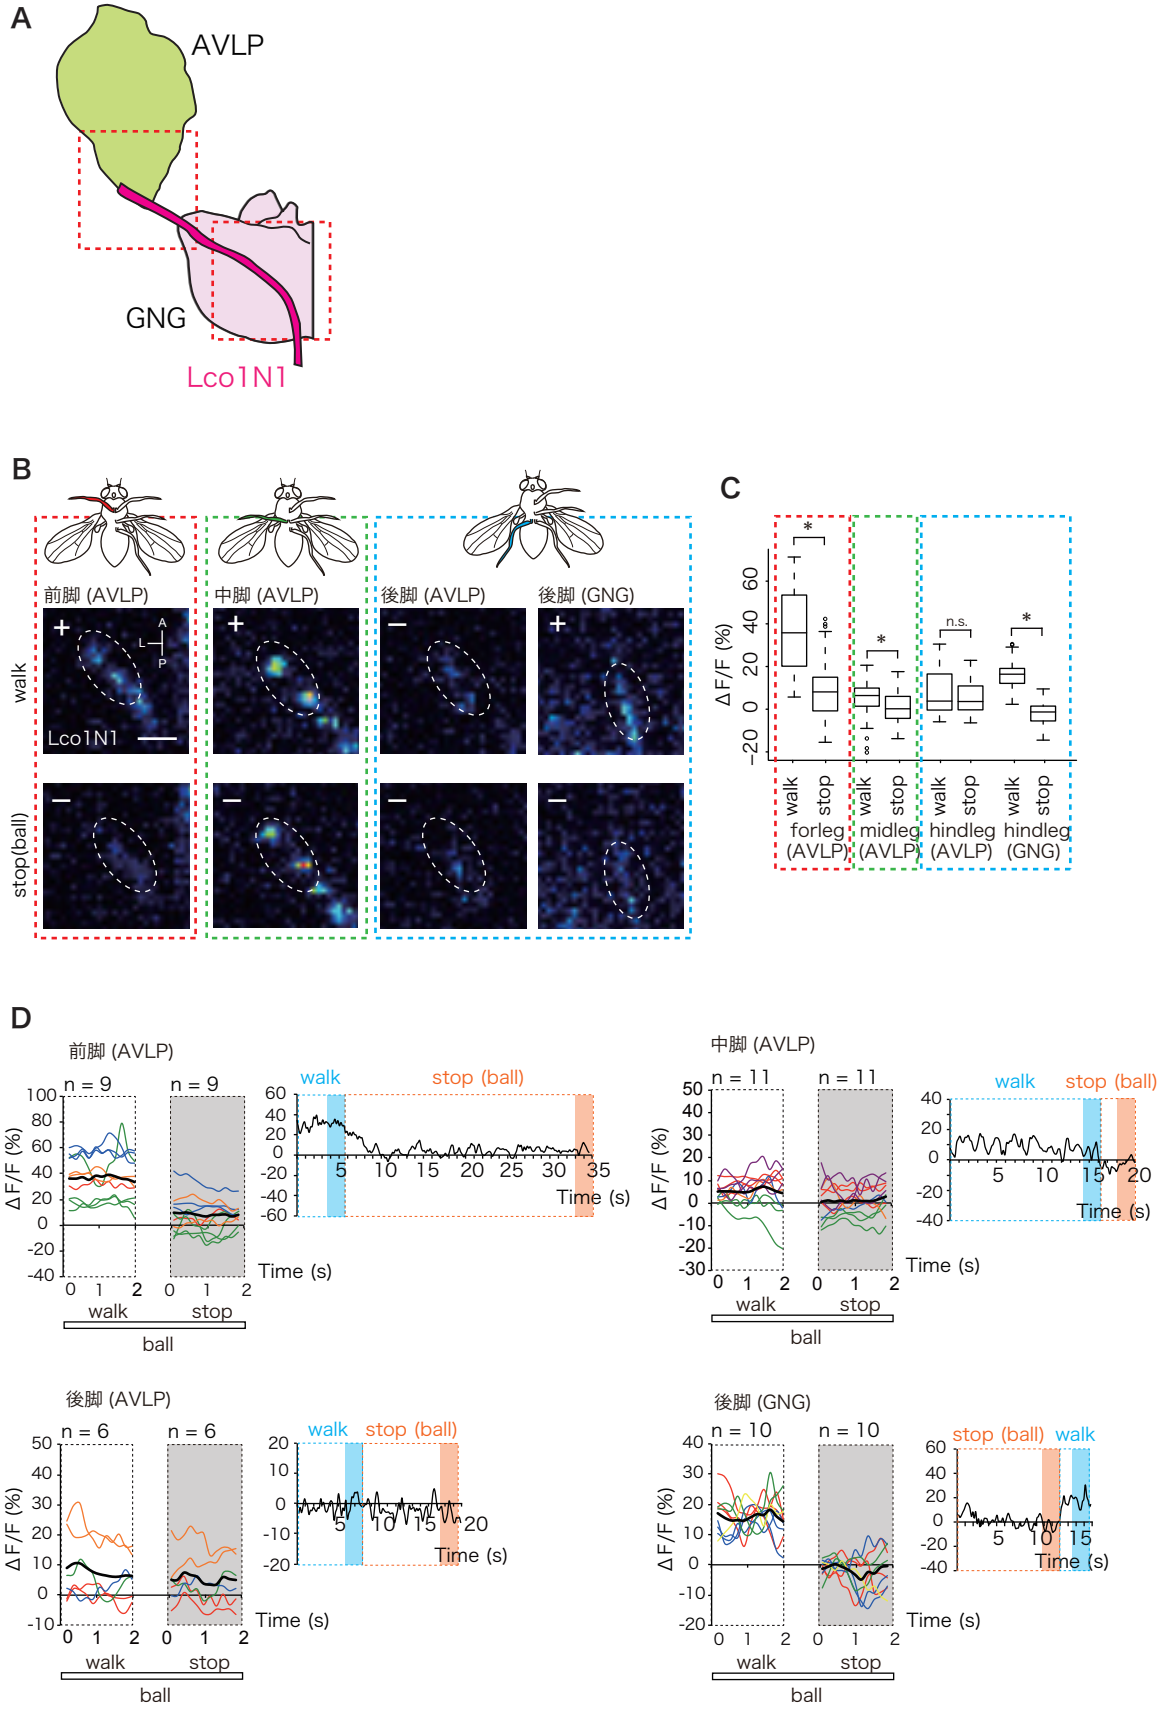 A
AVLP
GNG
Lco1N1
B
前脚 (AVLP)
中脚 (AVLP)
後脚 (AVLP)
後脚 (GNG)
walk
+
A
L
P
Lco1N1
+
−
+
stop(ball)
−
−
−
−
C
ΔF/F (%)
60
40
20
0
−20
*
*
n.s.
*
walk
stop
walk
stop
walk
stop
walk
stop
forleg
(AVLP)
midleg
(AVLP)
hindleg
(AVLP)
hindleg
(GNG)
D
前脚 (AVLP)
n = 9
n = 9
ΔF/F (%)
100
80
60
40
20
0
-20
-40
0 1 2
0 1 2
Time (s)
walk
stop
ball
walk
stop (ball)
60
40
20
0
-20
-40
-60
5 10 15 20 25 30 35
Time (s)
中脚 (AVLP)
n = 11
n = 11
ΔF/F (%)
50
40
30
20
10
0
-10
-20
-30
0 1 2
0 1 2
Time (s)
walk
stop
ball
walk
stop (ball)
40
20
0
-20
-40
5 10 15 20
Time (s)
後脚 (AVLP)
n = 6
n = 6
ΔF/F (%)
50
40
30
20
10
0
-10
0 1 2
0 1 2
Time (s)
walk
stop
ball
walk
stop (ball)
20
10
0
-10
-20
5 10 15 20
Time (s)
後脚 (GNG)
n = 10
n = 10
ΔF/F (%)
40
30
20
10
0
-10
-20
0 1 2
0 1 2
Time (s)
walk
stop
ball
stop (ball)
walk
60
40
20
0
-20
-40
5 10 15
Time (s)